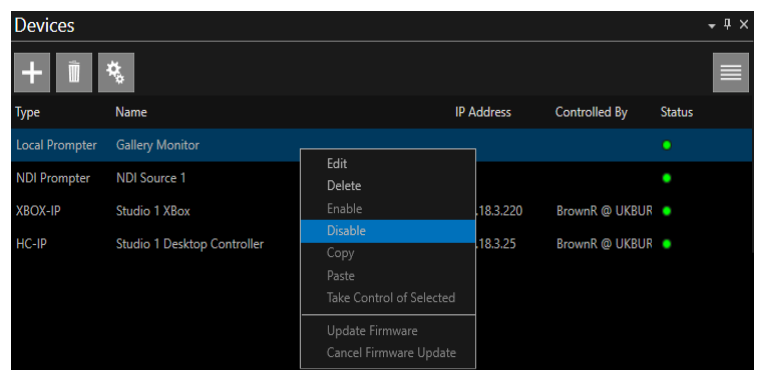 Devices
Type Name IP Address Controlled By Status
Local Prompter Gallery Monitor
NDI Prompter NDI Source 1
XBOX-IP Studio 1 XBox .18.3.220 BrownR @ UKBUR
HC-IP Studio 1 Desktop Controller .18.3.25 BrownR @ UKBUR
Edit
Delete
Enable
Disable
Copy
Paste
Take Control of Selected
Update Firmware
Cancel Firmware Update